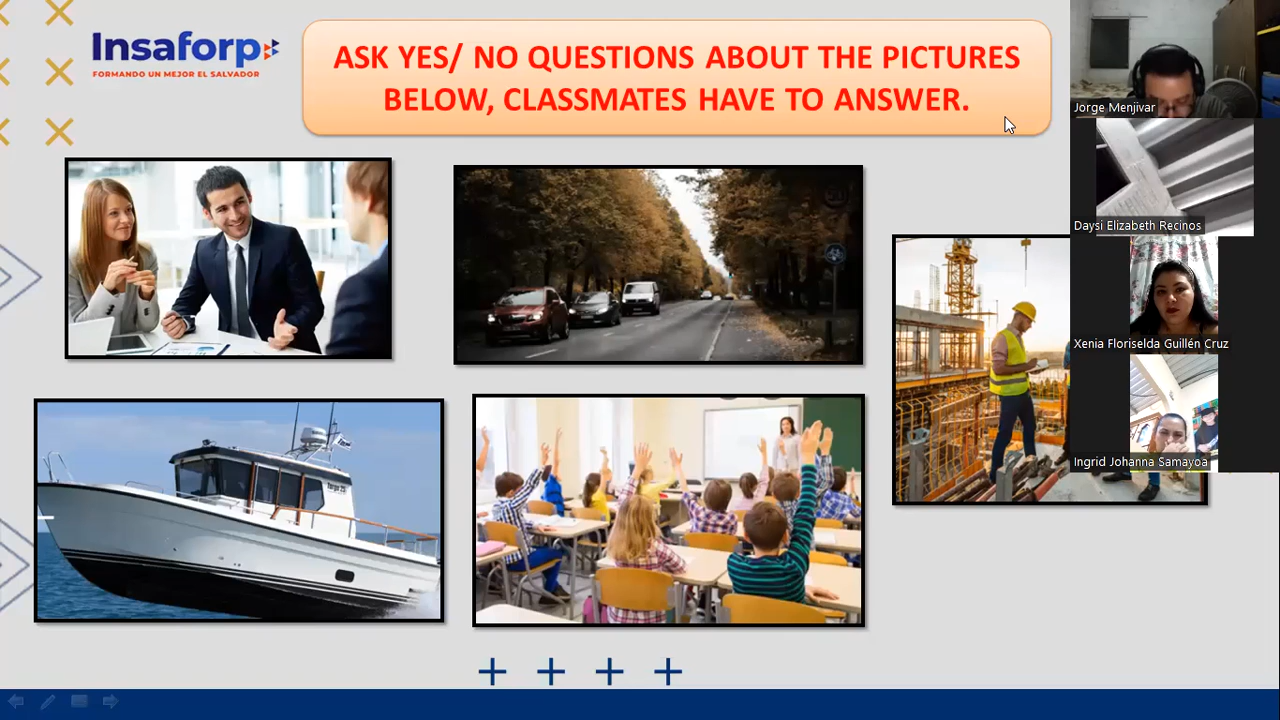 Insaforp
FORMANDO UN MEJOR EL SALVADOR
ASK YES/ NO QUESTIONS ABOUT THE PICTURES
BELOW, CLASSMATES HAVE TO ANSWER.
Jorge Menjivar
Daysi Elizabeth Recinos
Xenia Floriselda Guillén Cruz
Ingrid Johanna Samayoa